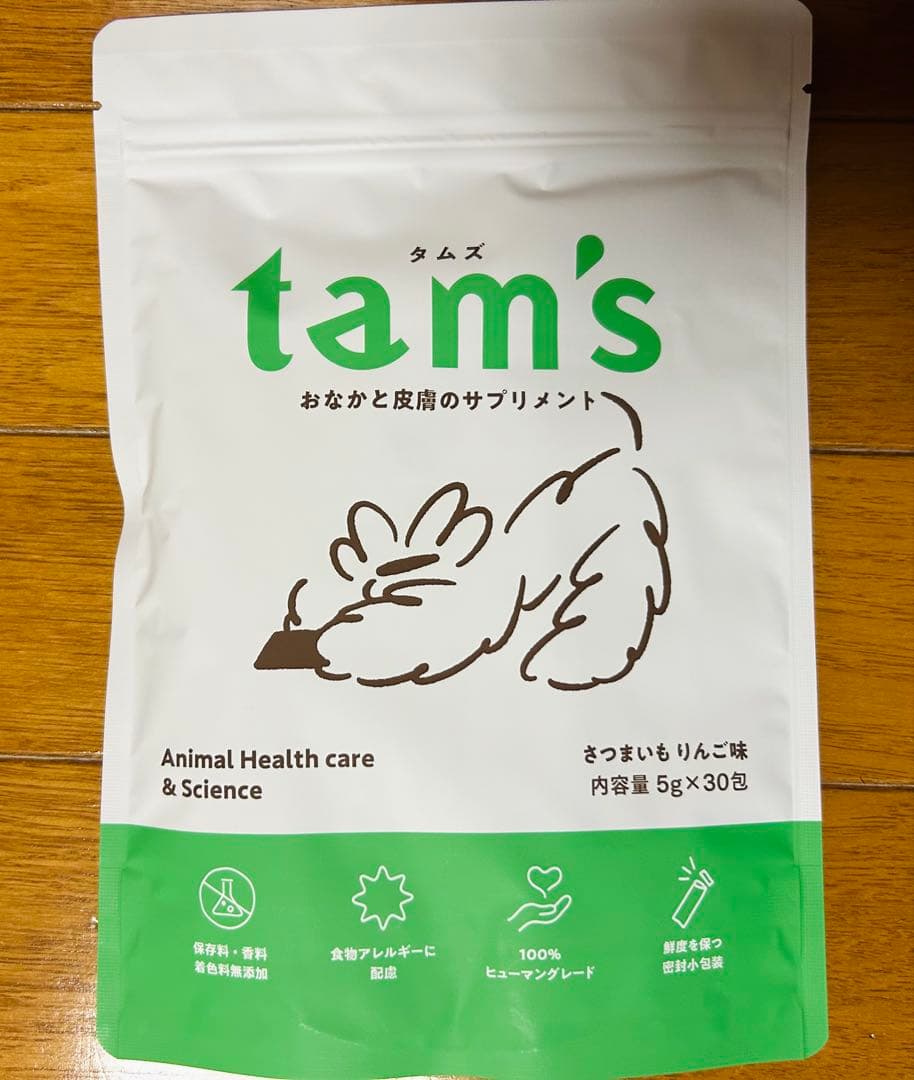 タムズ
tam's
おなかと皮膚のサプリメント
Animal Health care
& Science
さつまいも りんご味
内容量 5g×30包
保存料・香料
着色料無添加
食物アレルギーに
配慮
100%
ヒューマングレード
鮮度を保つ
密封小包装